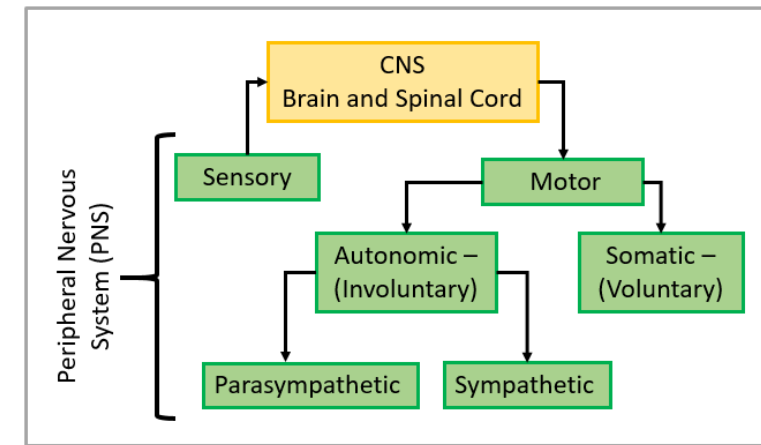 CNS
Brain and Spinal Cord
Sensory
Motor
Peripheral Nervous
System (PNS)
Autonomic –
(Involuntary)
Somatic –
(Voluntary)
Parasympathetic
Sympathetic